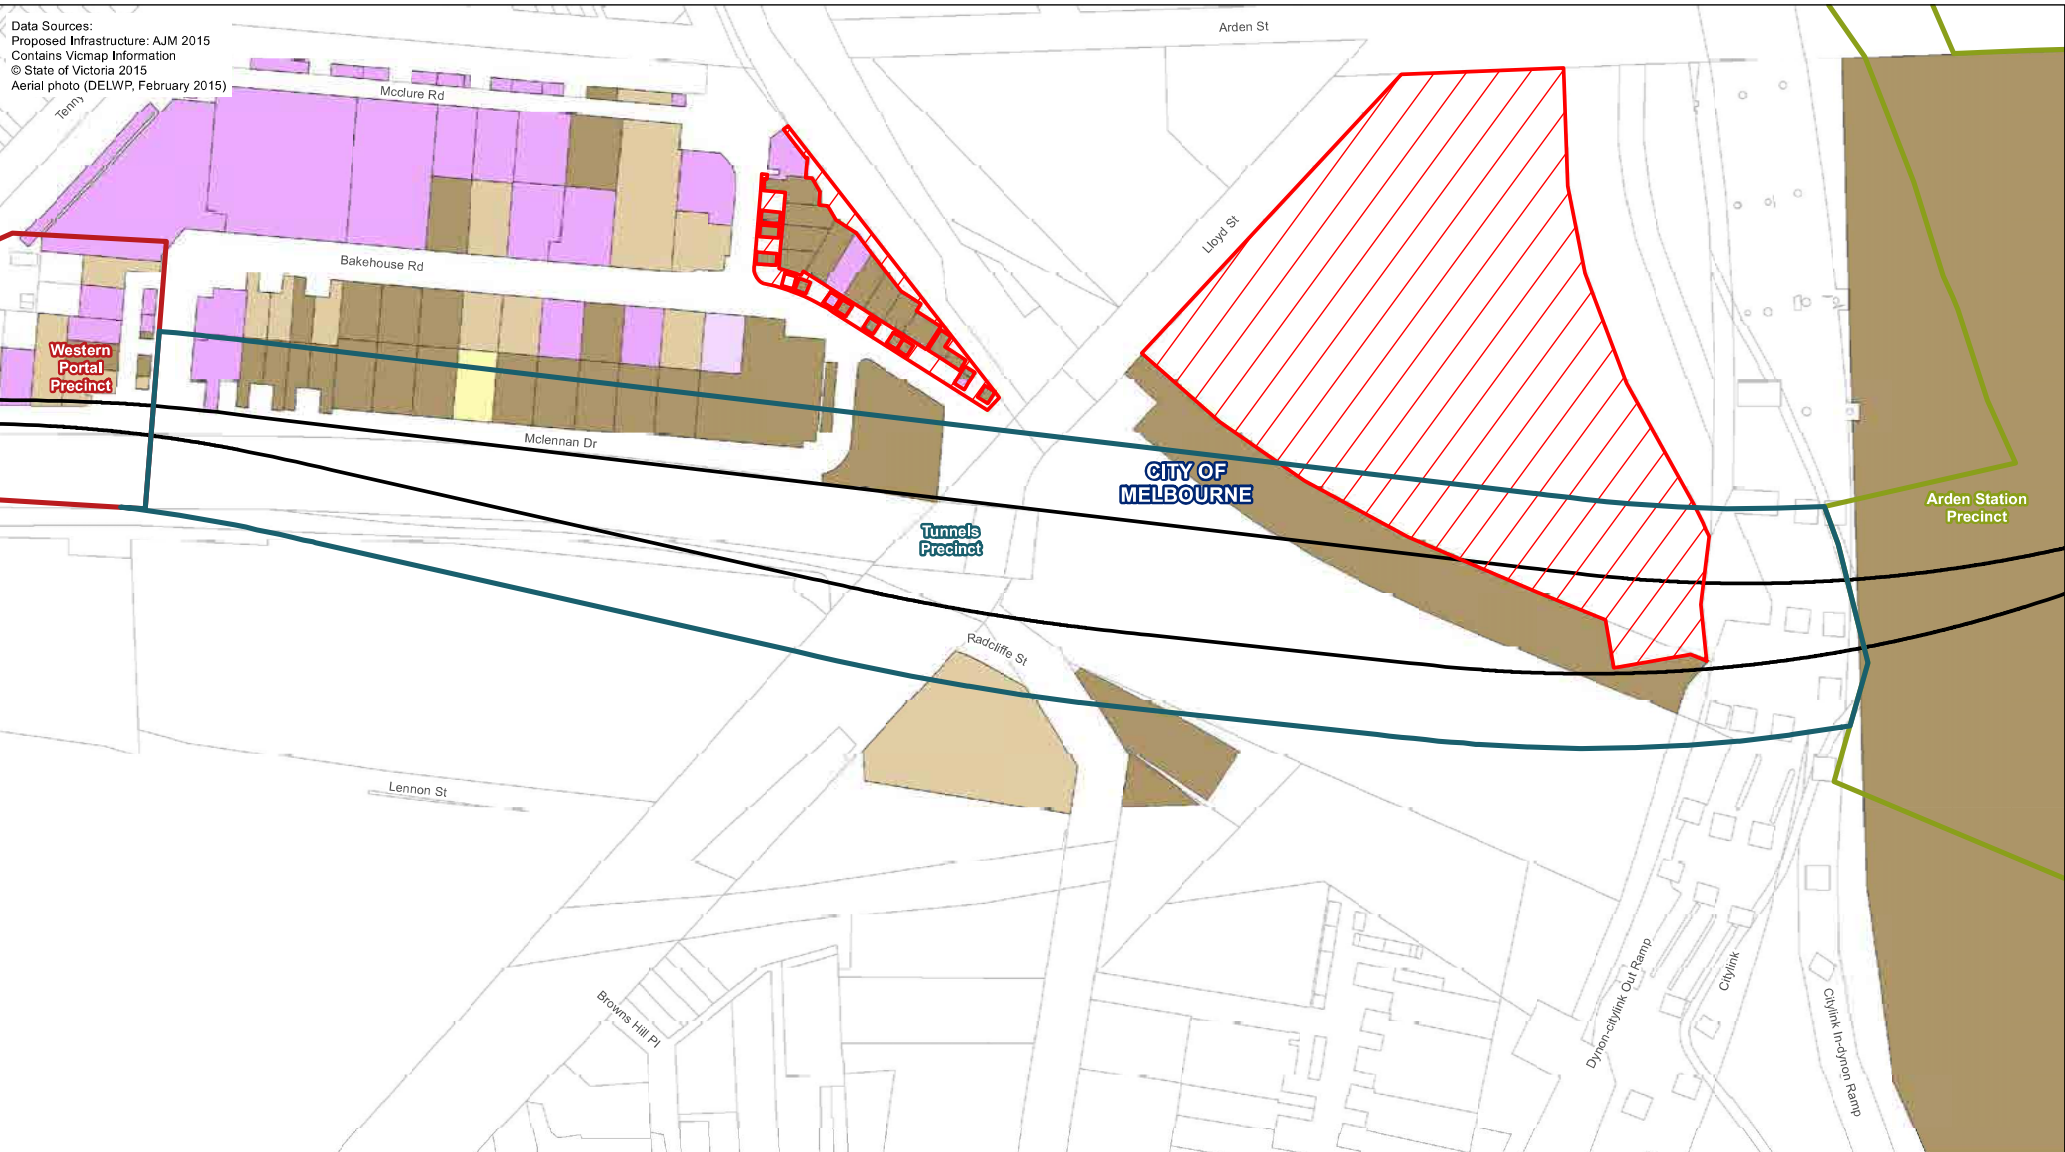 Data Sources:
Proposed Infrastructure: AJM 2015
Contains Vicmap Information
© State of Victoria 2015
Aerial photo (DELWP, February 2015)
Arden St
Tenny
Mcclure Rd
Lloyd St
Bakehouse Rd
Western
Portal
Precinct
Mclennan Dr
CITY OF
MELBOURNE
Arden Station
Precinct
Tunnels
Precinct
Radcliffe St
Lennon St
Browns Hill Pl
Dynon-citylink Out Ramp
Citylink
Citylink In-dynon Ramp